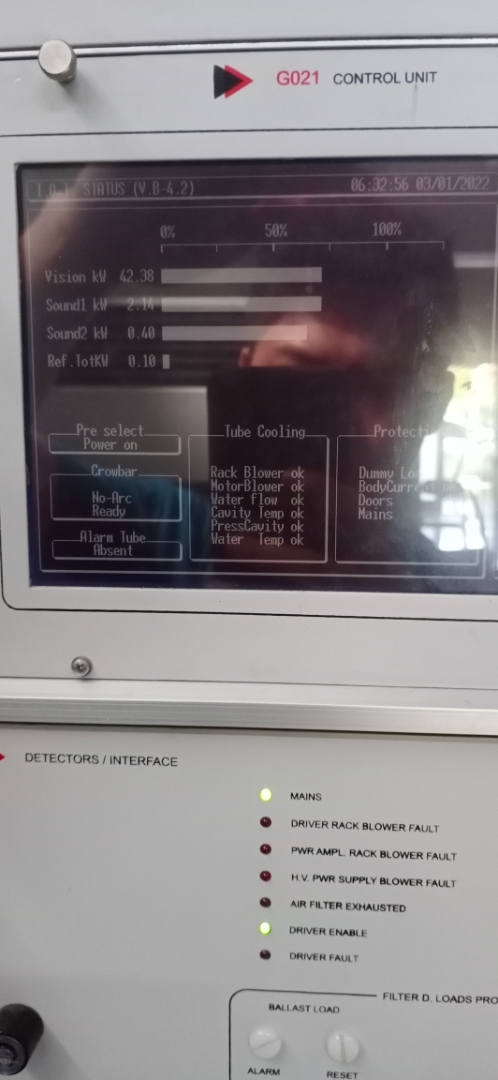 G021 CONTROL UNIT
I.O.T. STATUS (V.B-4.2) 06:32:56 03/01/2022
0% 50% 100%
Vision kW 42.38
Sound1 kW 2.14
Sound2 kW 0.40
Ref.TotKW 0.10
Pre select
Power on
Crowbar
No-Arc
Ready
Alarm Tube
Absent
Tube Cooling
Rack Blower ok
MotorBlower ok
Water flow ok
Cavity Temp ok
PressCavity ok
Water Temp ok
Protecti
Dummy Lo
BodyCurr
Doors
Mains
DETECTORS / INTERFACE
MAINS
DRIVER RACK BLOWER FAULT
PWR AMPL. RACK BLOWER FAULT
H.V. PWR SUPPLY BLOWER FAULT
AIR FILTER EXHAUSTED
DRIVER ENABLE
DRIVER FAULT
FILTER D. LOADS PRO
BALLAST LOAD
ALARM RESET